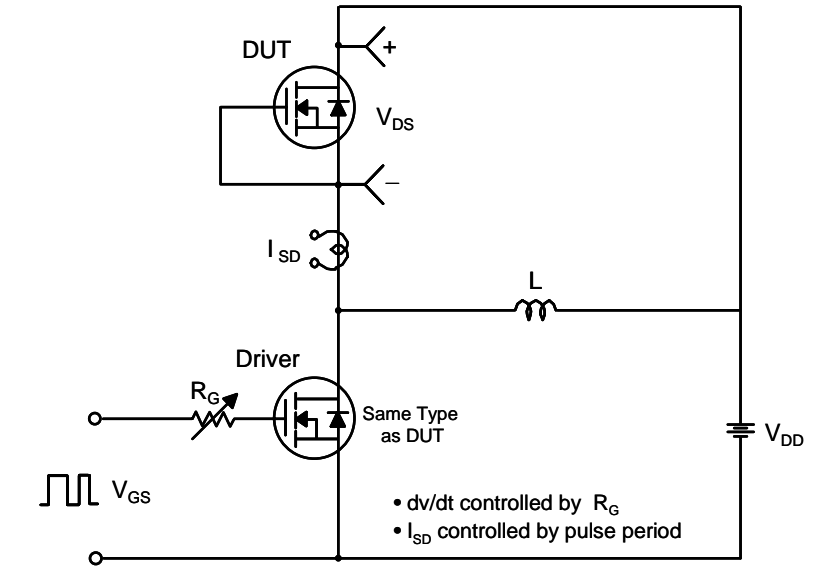 DUT
+
V_DS
–
I_SD
L
Driver
R_G
Same Type
as DUT
V_DD
V_GS
• dv/dt controlled by R_G
• I_SD controlled by pulse period